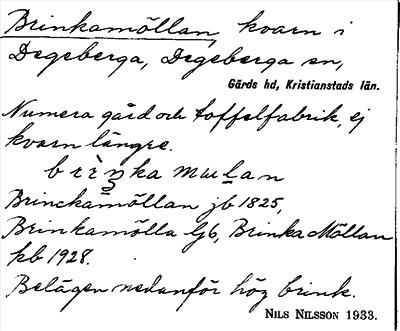 Brinkamöllan, kvarn i
Degeberga, Degeberga sn,
Gärds hd, Kristianstads län.
Numera gård och toffelfabrik, ej
kvarn längre.
Brinckamöllan jb 1825,
Brinkamölla Ljb, Brinka Möllan
kb 1928.
Belägen nedanför hög brink.
NILS NILSSON 1933.